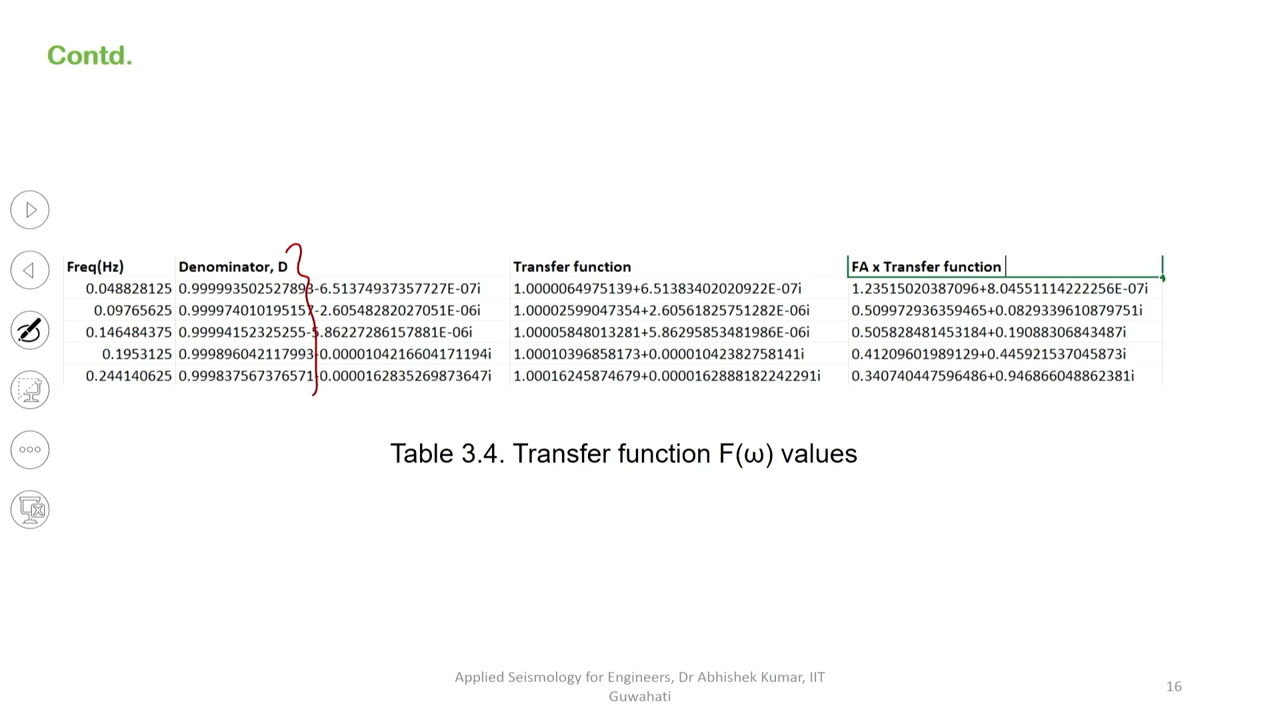 Contd.
Freq(Hz) Denominator, D Transfer function FA x Transfer function
0.048828125 0.999993502527893-6.51374937357727E-07i 1.0000064975139+6.51383402020922E-07i 1.23515020387096+8.04551114222256E-07i
0.09765625 0.999974010195157-2.60548282027051E-06i 1.00002599047354+2.60561825751282E-06i 0.509972936359465+0.0829339610879751i
0.146484375 0.99994152325255-5.86227286157881E-06i 1.00005848013281+5.86295853481986E-06i 0.505828481453184+0.19088306843487i
0.1953125 0.999896042117993-0.0000104216604171194i 1.00010396858173+0.00001042382758141i 0.41209601989129+0.445921537045873i
0.244140625 0.999837567376571-0.0000162835269873647i 1.00016245874679+0.0000162888182242291i 0.340740447596486+0.946866048862381i
Table 3.4. Transfer function F(ω) values
Applied Seismology for Engineers, Dr Abhishek Kumar, IIT
Guwahati
16